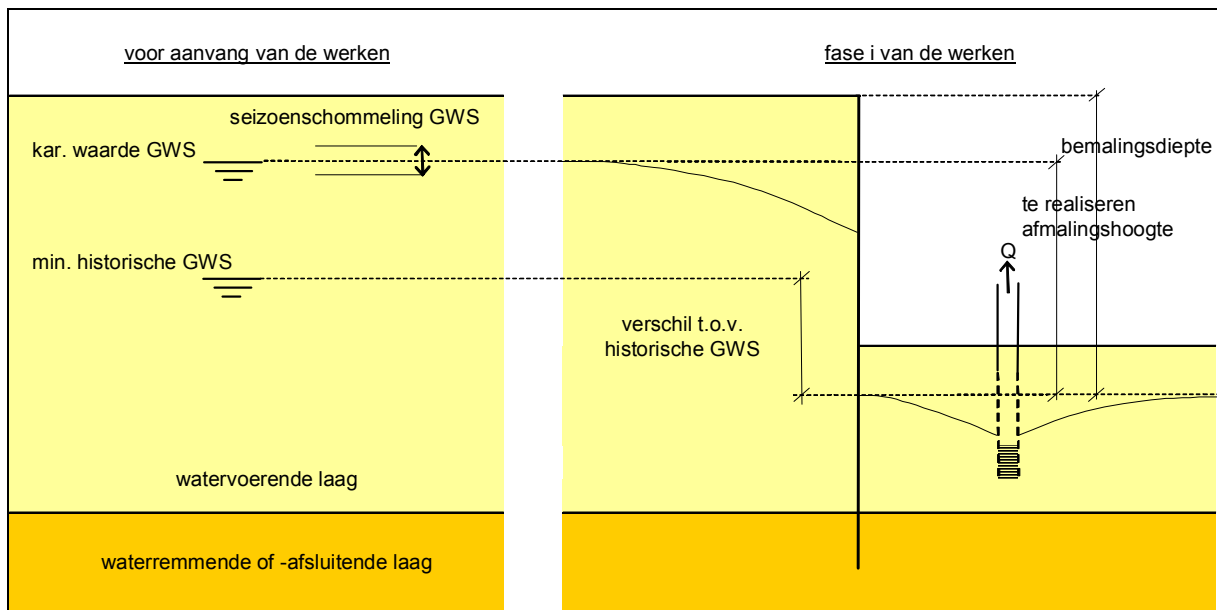 voor aanvang van de werken
fase i van de werken
seizoenschommeling GWS
kar. waarde GWS
bemalingsdiepte
te realiseren
afmalingshoogte
Q
min. historische GWS
verschil t.o.v.
historische GWS
watervoerende laag
waterremmende of -afsluitende laag